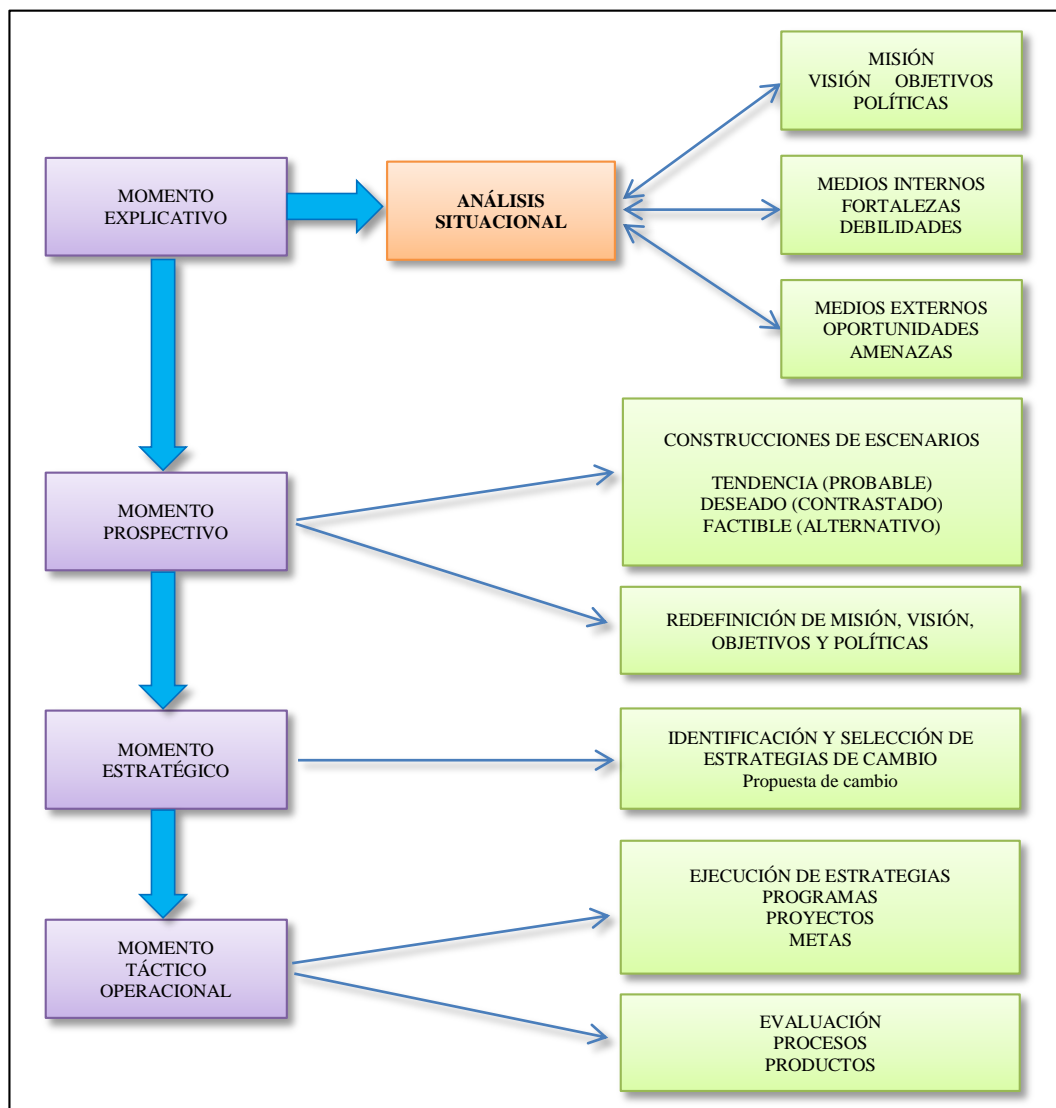 MOMENTO
EXPLICATIVO
ANÁLISIS
SITUACIONAL
MISIÓN
VISIÓN OBJETIVOS
POLÍTICAS
MEDIOS INTERNOS
FORTALEZAS
DEBILIDADES
MEDIOS EXTERNOS
OPORTUNIDADES
AMENAZAS
MOMENTO
PROSPECTIVO
CONSTRUCCIONES DE ESCENARIOS
TENDENCIA (PROBABLE)
DESEADO (CONTRASTADO)
FACTIBLE (ALTERNATIVO)
REDEFINICIÓN DE MISIÓN, VISIÓN,
OBJETIVOS Y POLÍTICAS
MOMENTO
ESTRATÉGICO
IDENTIFICACIÓN Y SELECCIÓN DE
ESTRATEGIAS DE CAMBIO
Propuesta de cambio
MOMENTO
TÁCTICO
OPERACIONAL
EJECUCIÓN DE ESTRATEGIAS
PROGRAMAS
PROYECTOS
METAS
EVALUACIÓN
PROCESOS
PRODUCTOS